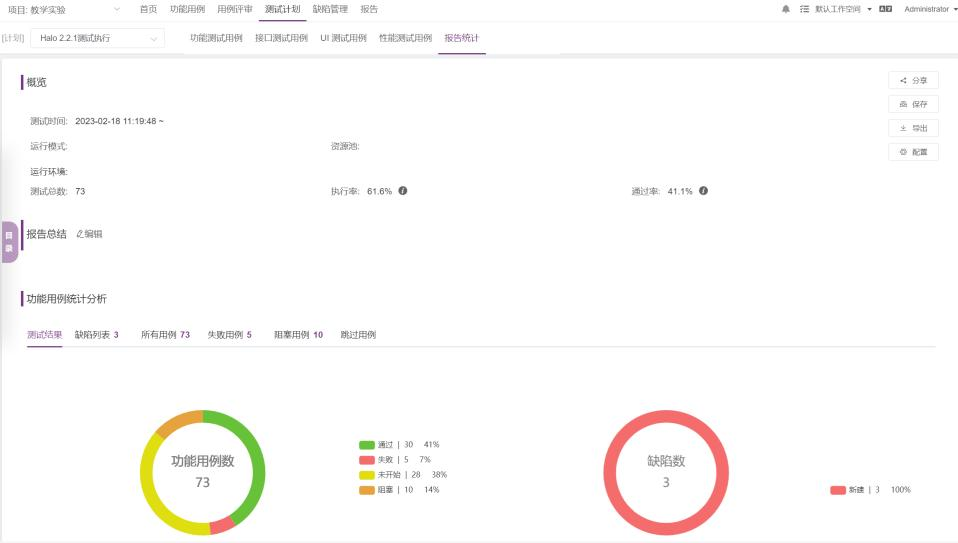 项目: 教学实验 首页 功能用例 用例评审 测试计划 缺陷管理 报告 默认工作空间 Administrator
[计划] Halo 2.2.1测试执行 功能测试用例 接口测试用例 UI 测试用例 性能测试用例 报告统计
概览
分享
保存
导出
配置
测试时间: 2023-02-18 11:19:48 ~
运行模式: 资源池:
运行环境:
测试总数: 73 执行率: 61.6% 通过率: 41.1%
目录
报告总结 编辑
功能用例统计分析
测试结果 缺陷列表 3 所有用例 73 失败用例 5 阻塞用例 10 跳过用例
功能用例数
73
通过 | 30 41%
失败 | 5 7%
未开始 | 28 38%
阻塞 | 10 14%
缺陷数
3
新建 | 3 100%